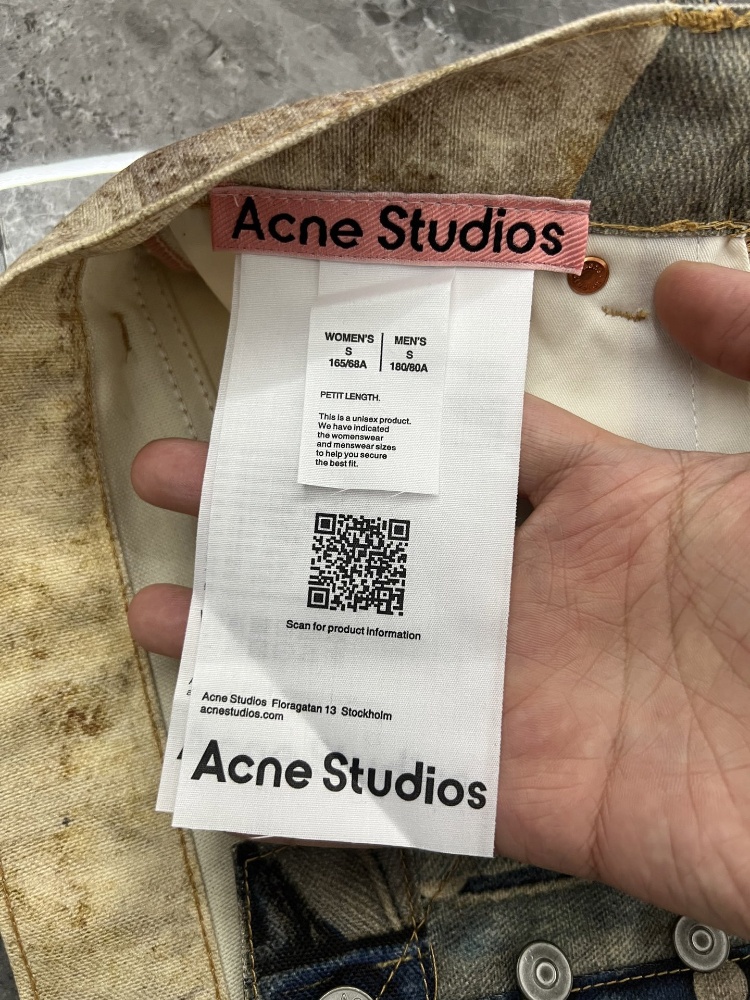 Acne Studios
WOMEN'S
S
165/68A
MEN'S
S
180/80A
PETIT LENGTH.
This is a unisex product.
We have indicated
the womenswear
and menswear sizes
to help you secure
the best fit.
Scan for product information
Acne Studios Floragatan 13 Stockholm
acnestudios.com
Acne Studios